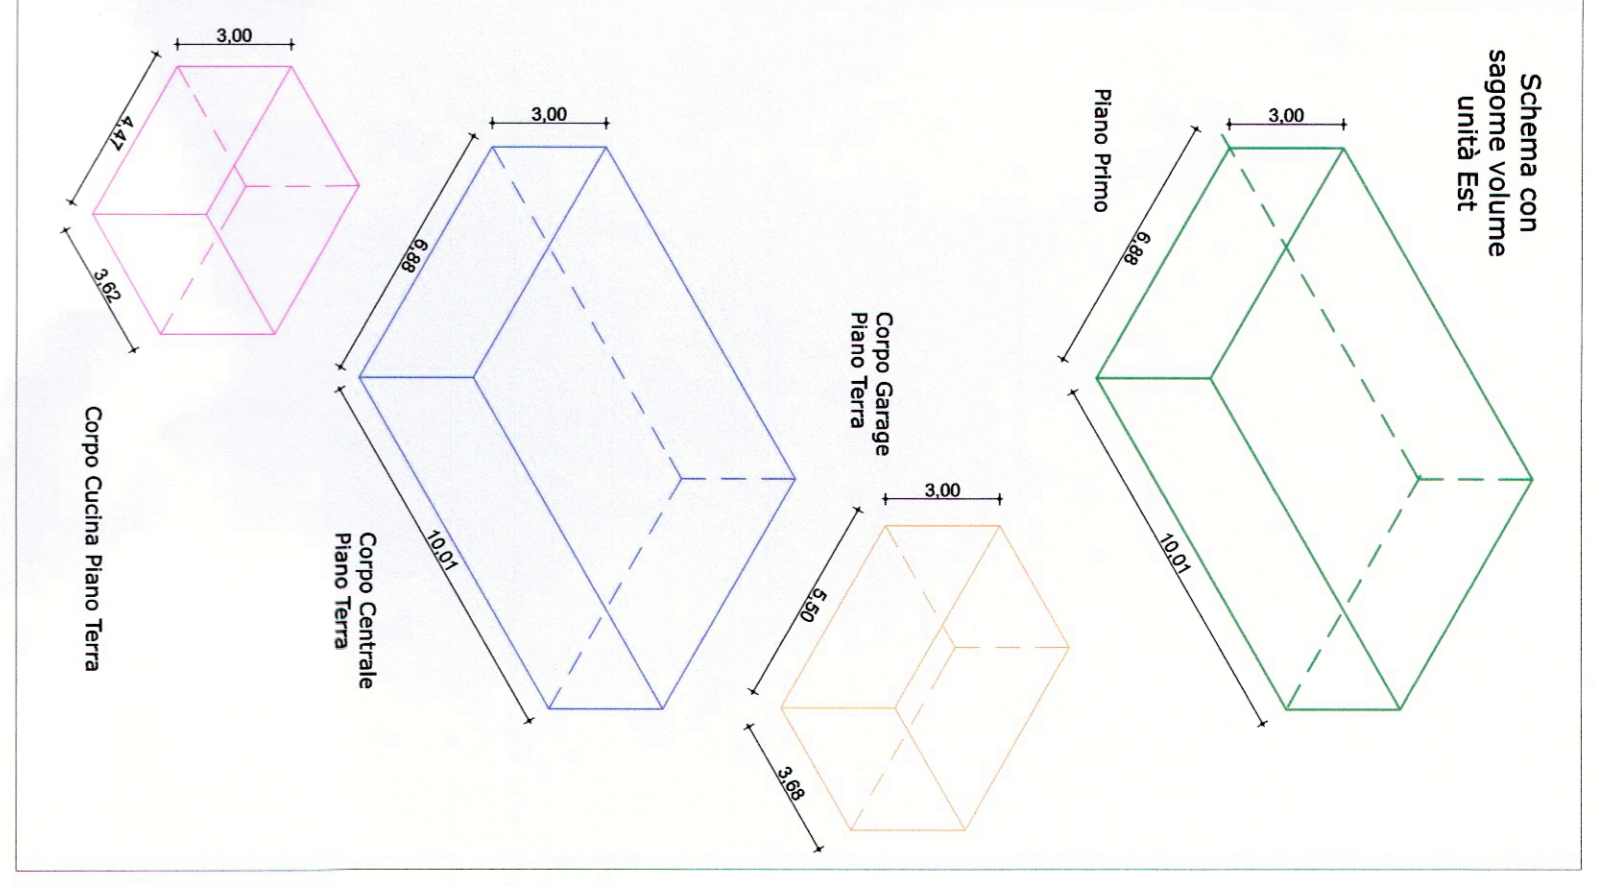 Schema con
sagome volume
unità Est
Piano Primo
3,00
6,88
10,01
Corpo Garage
Piano Terra
3,00
5,50
3,68
Corpo Centrale
Piano Terra
3,00
6,88
10,01
Corpo Cucina Piano Terra
3,00
4,47
3,62